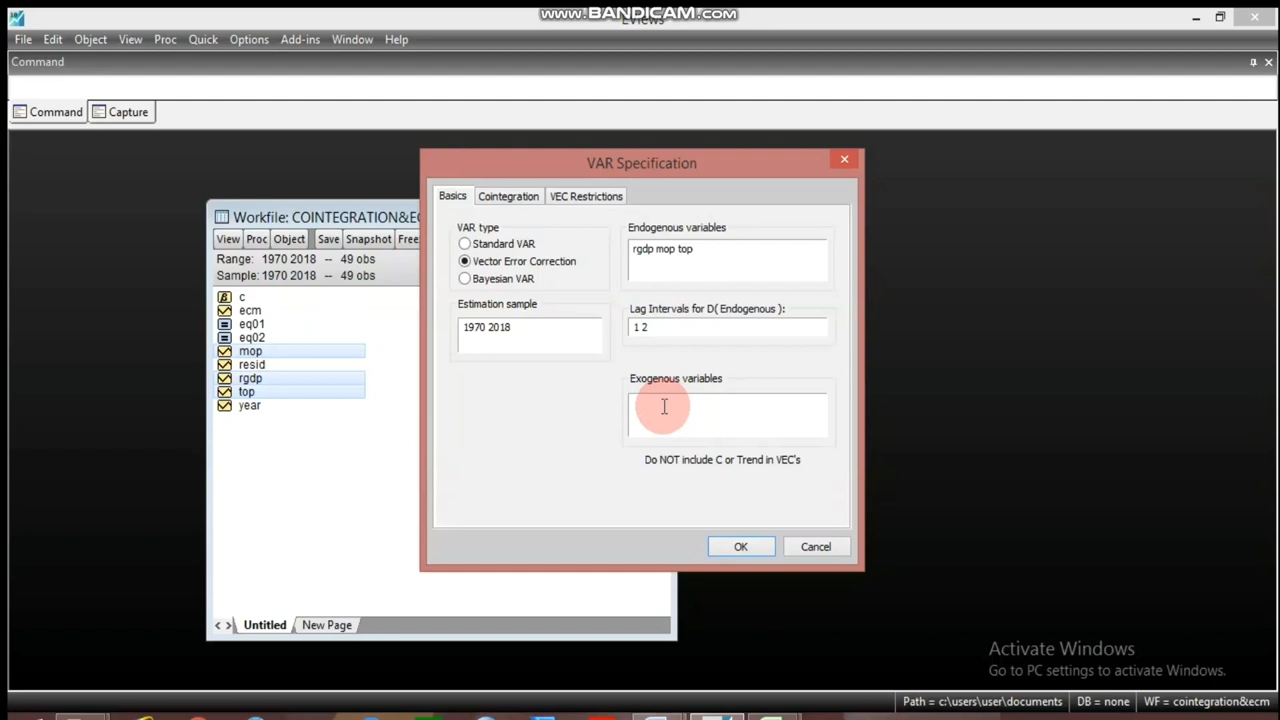 www.BANDICAM.com
EViews
File Edit Object View Proc Quick Options Add-ins Window Help
Command
Command Capture
VAR Specification
Basics Cointegration VEC Restrictions
VAR type
Standard VAR
Vector Error Correction
Bayesian VAR
Estimation sample
1970 2018
Endogenous variables
rgdp mop top
Lag Intervals for D( Endogenous ):
1 2
Exogenous variables
Do NOT include C or Trend in VEC's
OK Cancel
Workfile: COINTEGRATION&EC
View Proc Object Save Snapshot Free
Range: 1970 2018 -- 49 obs
Sample: 1970 2018 -- 49 obs
c
ecm
eq01
eq02
mop
resid
rgdp
top
year
Untitled New Page
Activate Windows
Go to PC settings to activate Windows.
Path = c:\users\user\documents DB = none WF = cointegration&ecm